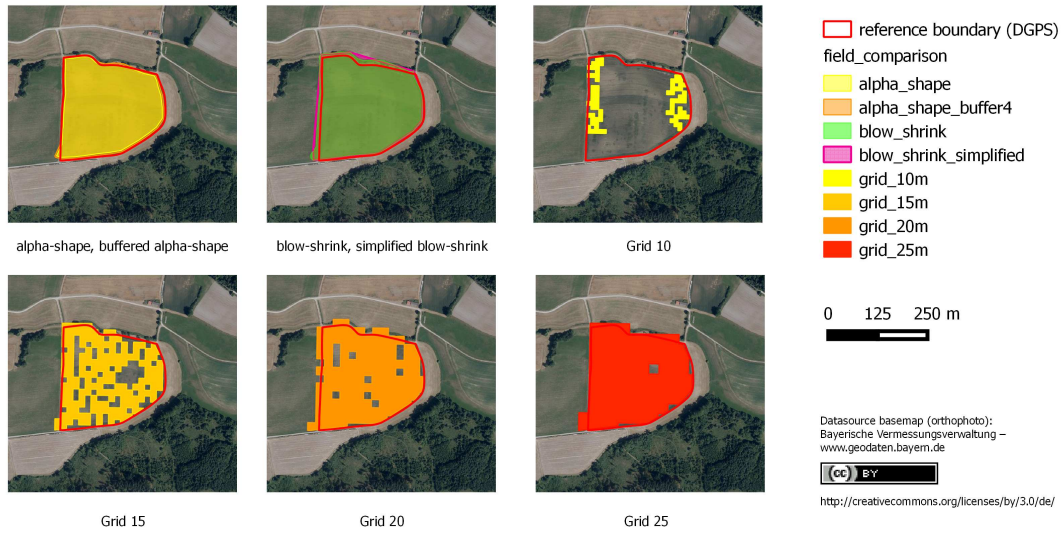 alpha-shape, buffered alpha-shape
blow-shrink, simplified blow-shrink
Grid 10
Grid 15
Grid 20
Grid 25
reference boundary (DGPS)
field_comparison
alpha_shape
alpha_shape_buffer4
blow_shrink
blow_shrink_simplified
grid_10m
grid_15m
grid_20m
grid_25m
0 125 250 m
Datasource basemap (orthophoto):
Bayerische Vermessungsverwaltung –
www.geodaten.bayern.de
cc BY
http://creativecommons.org/licenses/by/3.0/de/